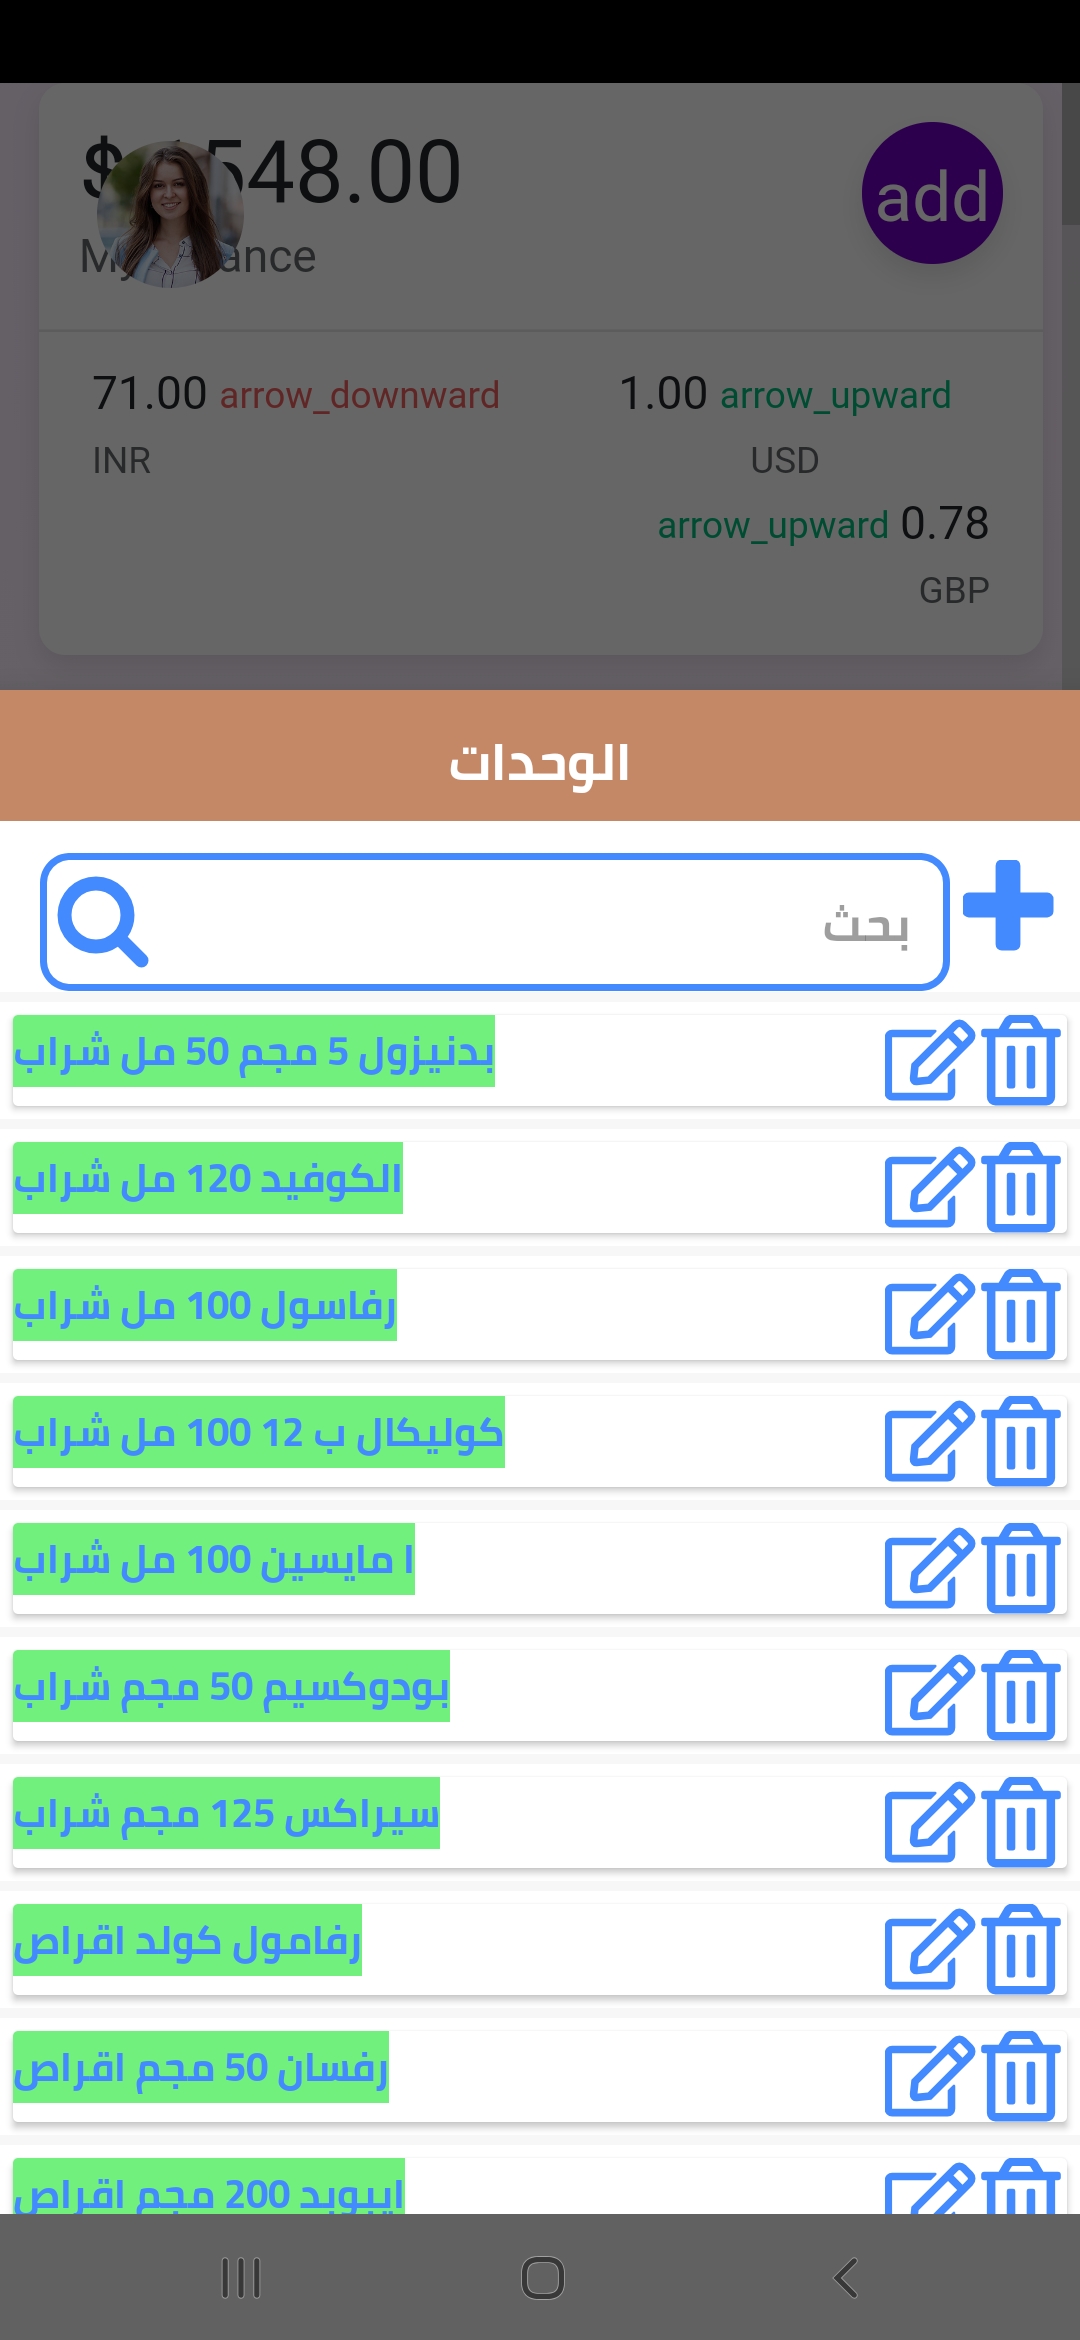 548.00
add
ance
71.00 arrow_downward
1.00 arrow_upward
INR
USD
arrow_upward 0.78
GBP
الوحدات
بحث
بدنيزول 5 مجم 50 مل شراب
الكوفيد 120 مل شراب
رفاسول 100 مل شراب
كوليكال ب 12 100 مل شراب
ا مايسين 100 مل شراب
بودوكسيم 50 مجم شراب
سيراكس 125 مجم شراب
رفامول كولد اقراص
رفسان 50 مجم اقراص
ايبوبد 200 مجم اقراص